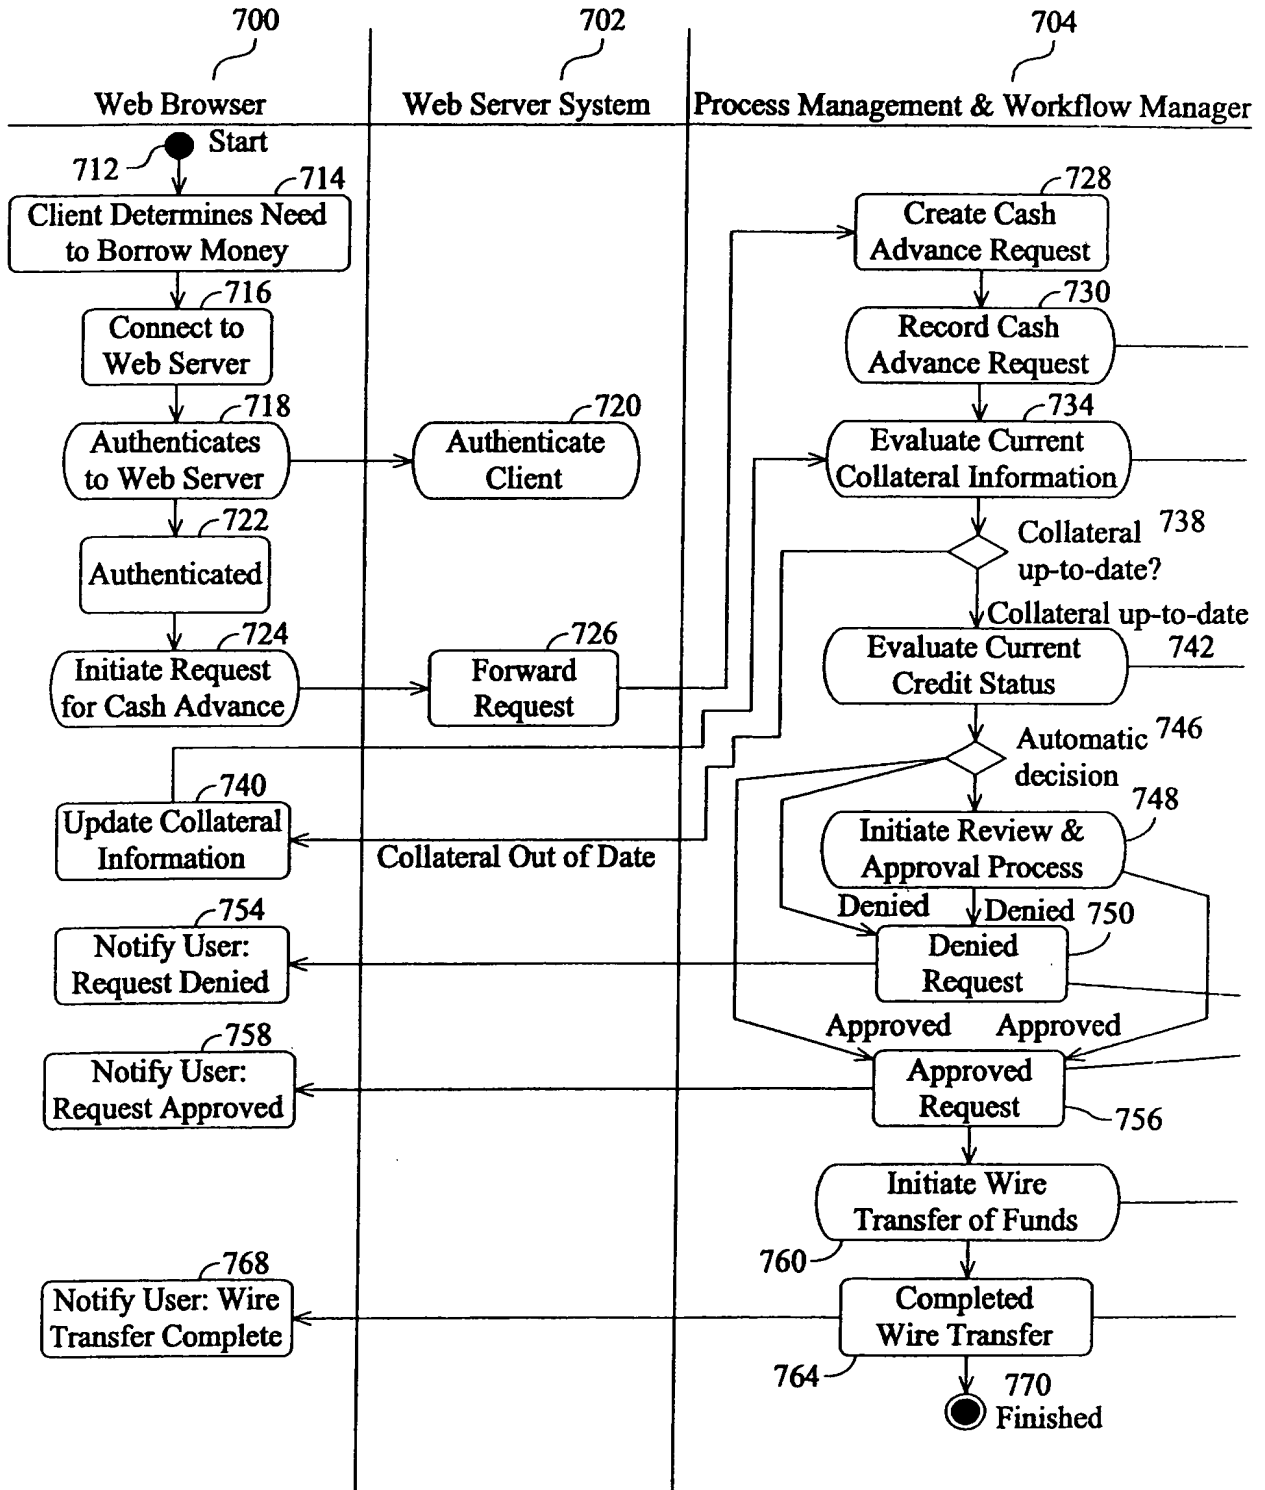 700
702
704
Web Browser
Web Server System
Process Management & Workflow Manager
Start
712
714
Client Determines Need
to Borrow Money
716
Connect to
Web Server
718
Authenticates
to Web Server
720
Authenticate
Client
722
Authenticated
724
Initiate Request
for Cash Advance
726
Forward
Request
728
Create Cash
Advance Request
730
Record Cash
Advance Request
734
Evaluate Current
Collateral Information
Collateral 738
up-to-date?
Collateral up-to-date
Evaluate Current
Credit Status
742
Automatic 746
decision
740
Update Collateral
Information
Collateral Out of Date
748
Initiate Review &
Approval Process
Denied
Denied
750
Denied
Request
754
Notify User:
Request Denied
Approved
Approved
758
Notify User:
Request Approved
Approved
Request
756
Initiate Wire
Transfer of Funds
760
768
Notify User: Wire
Transfer Complete
Completed
Wire Transfer
764
770
Finished